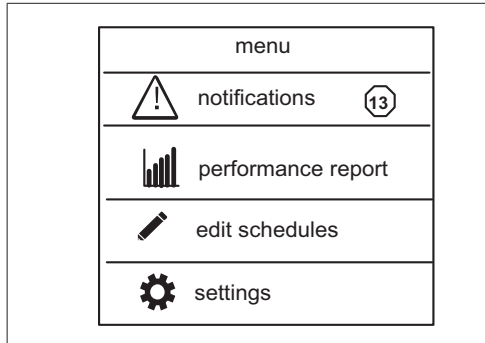 menu
notifications 13
performance report
edit schedules
settings